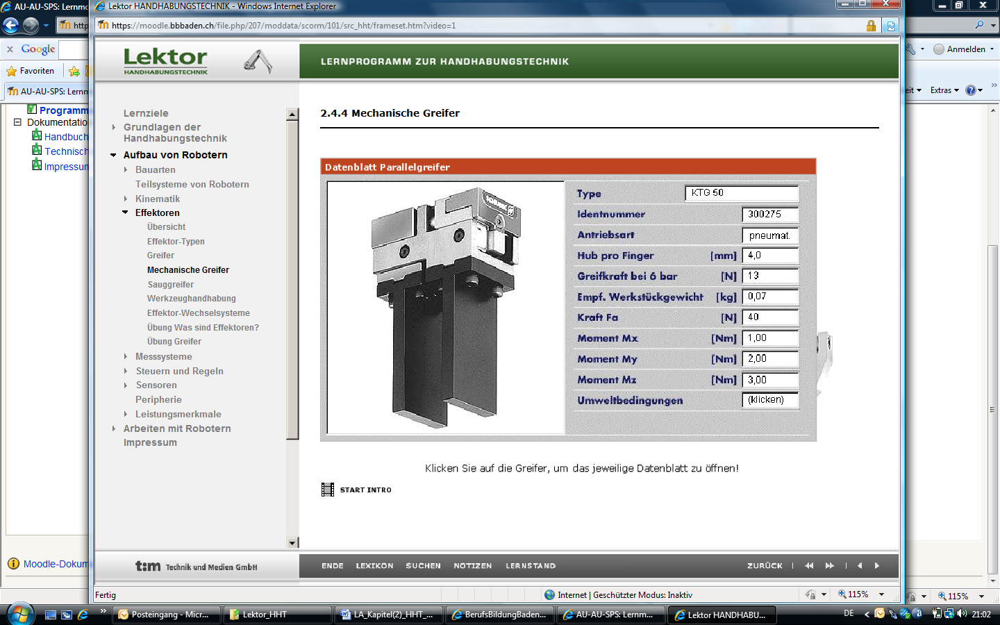 AU-AU-SPS: Lernmo
Lektor HANDHABUNGSTECHNIK - Windows Internet Explorer
http
https://moodle.bbbaden.ch/file.php/207/moddata/scorm/101/src_hht/frameset.htm?video=1
Google
Anmelden
Favoriten
AU-AU-SPS: Lernm
eit
Extras
Programm
Dokumentatio
Handbuch
Technisch
Impressum
Moodle-Dokum
Lektor
HANDHABUNGSTECHNIK
LERNPROGRAMM ZUR HANDHABUNGSTECHNIK
Lernziele
Grundlagen der
Handhabungstechnik
Aufbau von Robotern
Bauarten
Teilsysteme von Robotern
Kinematik
Effektoren
Übersicht
Effektor-Typen
Greifer
Mechanische Greifer
Sauggreifer
Werkzeughandhabung
Effektor-Wechselsysteme
Übung Was sind Effektoren?
Übung Greifer
Messsysteme
Steuern und Regeln
Sensoren
Peripherie
Leistungsmerkmale
Arbeiten mit Robotern
Impressum
2.4.4 Mechanische Greifer
Datenblatt Parallelgreifer
SCHUNK
Type KTG 50
Identnummer 300275
Antriebsart pneumat.
Hub pro Finger [mm] 4,0
Greifkraft bei 6 bar [N] 13
Empf. Werkstückgewicht [kg] 0,07
Kraft Fa [N] 40
Moment Mx [Nm] 1,00
Moment My [Nm] 2,00
Moment Mz [Nm] 3,00
Umweltbedingungen (klicken)
Klicken Sie auf die Greifer, um das jeweilige Datenblatt zu öffnen!
START INTRO
tim Technik und Medien GmbH
ENDE LEXIKON SUCHEN NOTIZEN LERNSTAND ZURÜCK
Fertig
Internet | Geschützter Modus: Inaktiv
115%
115%
Posteingang - Micr...
Lektor_HHT
LA_Kapitel(2)_HHT_...
BerufsBildungBaden...
AU-AU-SPS: Lernm...
Lektor HANDHABU...
DE
21:02